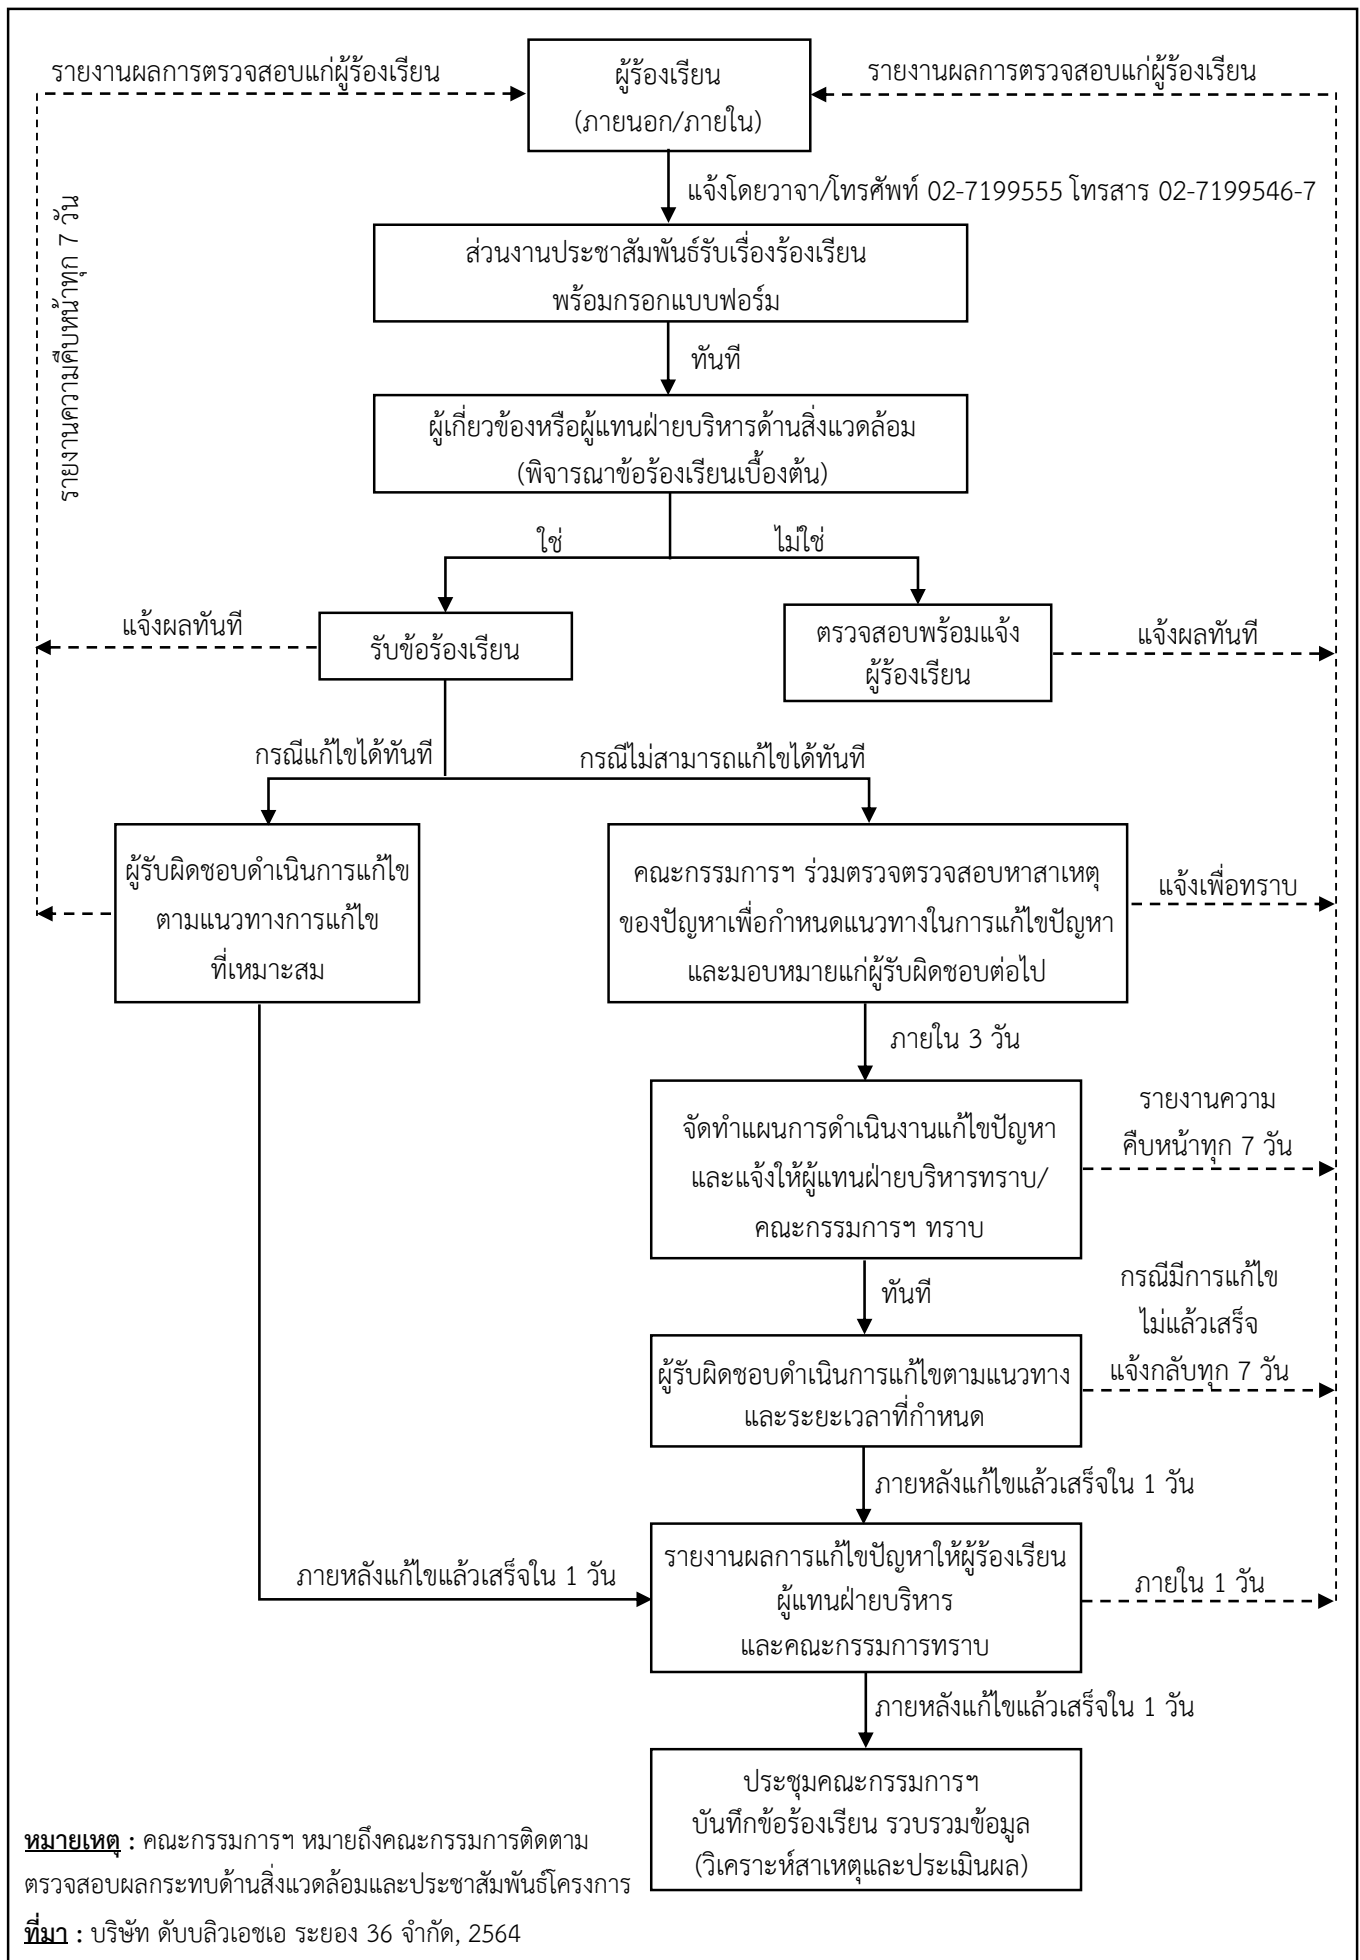 รายงานผลการตรวจสอบแก่ผู้ร้องเรียน
ผู้ร้องเรียน
(ภายนอก/ภายใน)
รายงานผลการตรวจสอบแก่ผู้ร้องเรียน
แจ้งโดยวาจา/โทรศัพท์ 02-7199555 โทรสาร 02-7199546-7
รายงานความคืบหน้าทุก 7 วัน
ส่วนงานประชาสัมพันธ์รับเรื่องร้องเรียน
พร้อมกรอกแบบฟอร์ม
ทันที
ผู้เกี่ยวข้องหรือผู้แทนฝ่ายบริหารด้านสิ่งแวดล้อม
(พิจารณาข้อร้องเรียนเบื้องต้น)
ใช่
ไม่ใช่
แจ้งผลทันที
รับข้อร้องเรียน
ตรวจสอบพร้อมแจ้ง
ผู้ร้องเรียน
แจ้งผลทันที
กรณีแก้ไขได้ทันที
กรณีไม่สามารถแก้ไขได้ทันที
ผู้รับผิดชอบดำเนินการแก้ไข
ตามแนวทางการแก้ไข
ที่เหมาะสม
คณะกรรมการฯ ร่วมตรวจตรวจสอบหาสาเหตุ
ของปัญหาเพื่อกำหนดแนวทางในการแก้ไขปัญหา
และมอบหมายแก่ผู้รับผิดชอบต่อไป
แจ้งเพื่อทราบ
ภายใน 3 วัน
จัดทำแผนการดำเนินงานแก้ไขปัญหา
และแจ้งให้ผู้แทนฝ่ายบริหารทราบ/
คณะกรรมการฯ ทราบ
รายงานความ
คืบหน้าทุก 7 วัน
ทันที
กรณีมีการแก้ไข
ไม่แล้วเสร็จ
แจ้งกลับทุก 7 วัน
ผู้รับผิดชอบดำเนินการแก้ไขตามแนวทาง
และระยะเวลาที่กำหนด
ภายหลังแก้ไขแล้วเสร็จใน 1 วัน
ภายหลังแก้ไขแล้วเสร็จใน 1 วัน
รายงานผลการแก้ไขปัญหาให้ผู้ร้องเรียน
ผู้แทนฝ่ายบริหาร
และคณะกรรมการทราบ
ภายใน 1 วัน
ภายหลังแก้ไขแล้วเสร็จใน 1 วัน
ประชุมคณะกรรมการฯ
บันทึกข้อร้องเรียน รวบรวมข้อมูล
(วิเคราะห์สาเหตุและประเมินผล)
หมายเหตุ : คณะกรรมการฯ หมายถึงคณะกรรมการติดตาม
ตรวจสอบผลกระทบด้านสิ่งแวดล้อมและประชาสัมพันธ์โครงการ
ที่มา : บริษัท ดับบลิวเอชเอ ระยอง 36 จำกัด, 2564